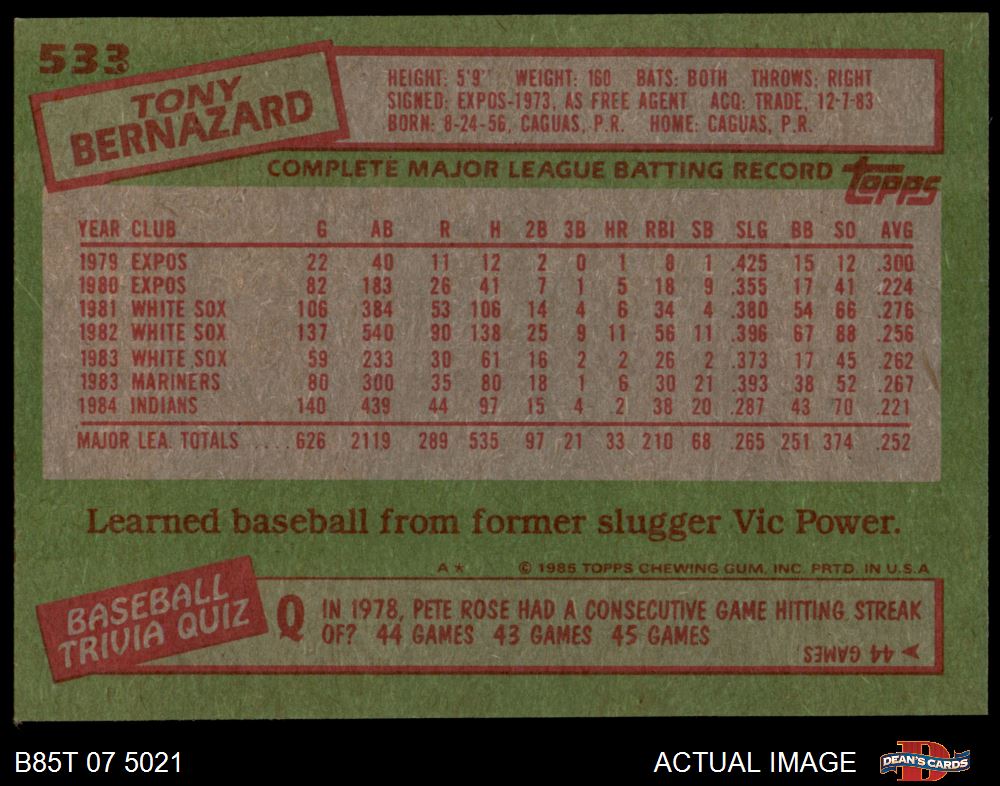 533
TONY
BERNAZARD
HEIGHT: 5'9" WEIGHT: 160 BATS: BOTH THROWS: RIGHT
SIGNED: EXPOS-1973, AS FREE AGENT ACQ: TRADE, 12-7-83
BORN: 8-24-56, CAGUAS, P.R. HOME: CAGUAS, P.R.
COMPLETE MAJOR LEAGUE BATTING RECORD topps
YEAR CLUB G AB R H 2B 3B HR RBI SB SLG BB SO AVG
1979 EXPOS 22 40 11 12 2 0 1 8 1 .425 15 12 .300
1980 EXPOS 82 183 26 41 7 1 5 18 9 .355 17 41 .224
1981 WHITE SOX 106 384 53 106 14 4 6 34 4 .380 54 66 .276
1982 WHITE SOX 137 540 90 138 25 9 11 56 11 .396 67 88 .256
1983 WHITE SOX 59 233 30 61 16 2 2 26 2 .373 17 45 .262
1983 MARINERS 80 300 35 80 18 1 6 30 21 .393 38 52 .267
1984 INDIANS 140 439 44 97 15 4 2 38 20 .287 43 70 .221
MAJOR LEA. TOTALS .... 626 2119 289 535 97 21 33 210 68 .265 251 374 .252
Learned baseball from former slugger Vic Power.
A * © 1985 TOPPS CHEWING GUM, INC. PRTD. IN U.S.A
BASEBALL
TRIVIA QUIZ
Q IN 1978, PETE ROSE HAD A CONSECUTIVE GAME HITTING STREAK
OF? 44 GAMES 43 GAMES 45 GAMES
➤ 44 GAMES
B85T 07 5021 ACTUAL IMAGE DEAN'S CARDS